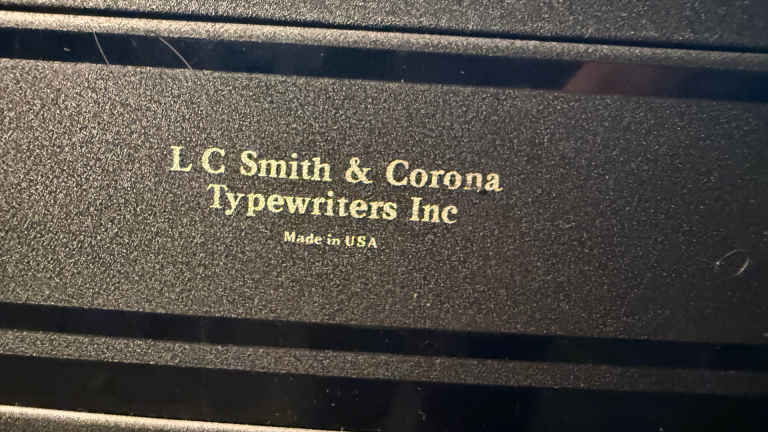 L C Smith & Corona
Typewriters Inc
Made in USA